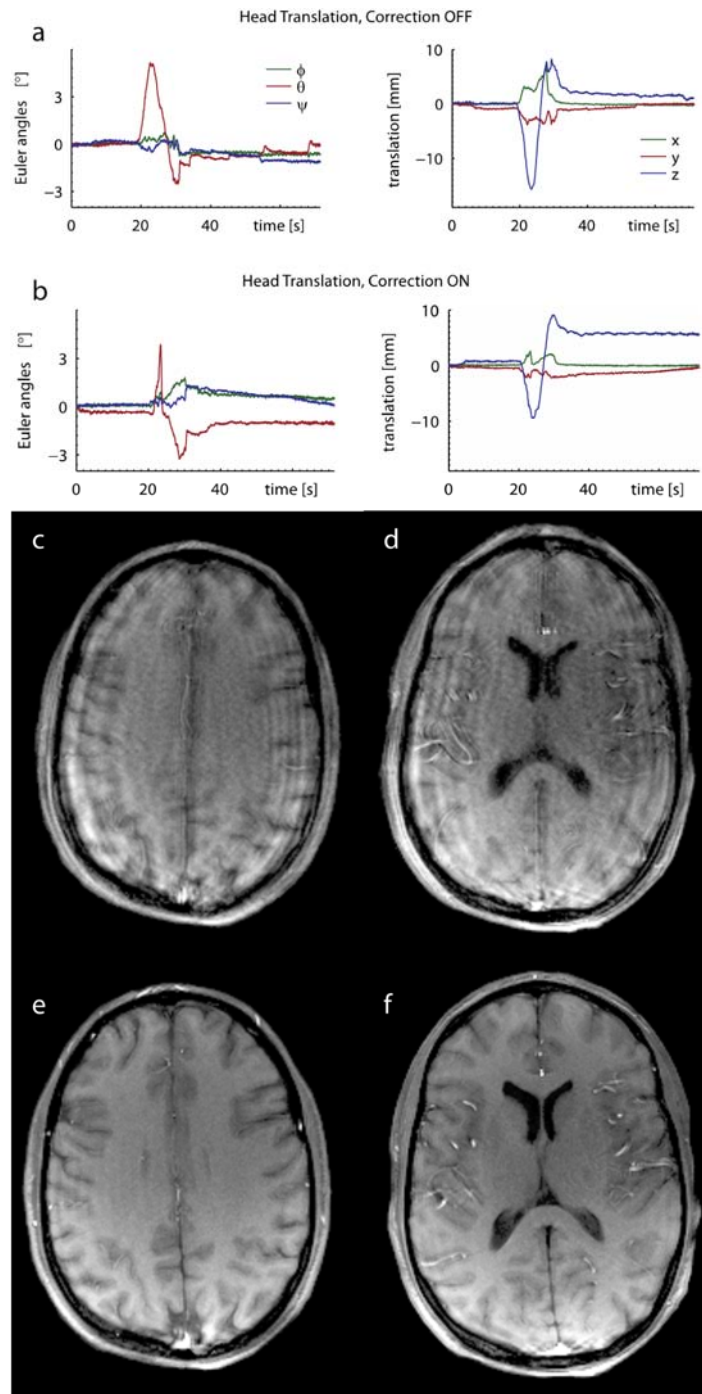 Head Translation, Correction OFF
a
Euler angles [°]
3
0
−3
0 20 40 time [s]
φ
θ
ψ
translation [mm]
10
0
−10
0 20 40 time [s]
x
y
z
Head Translation, Correction ON
b
Euler angles [°]
3
0
−3
0 20 40 time [s]
translation [mm]
10
0
−10
0 20 40 time [s]
c
d
e
f